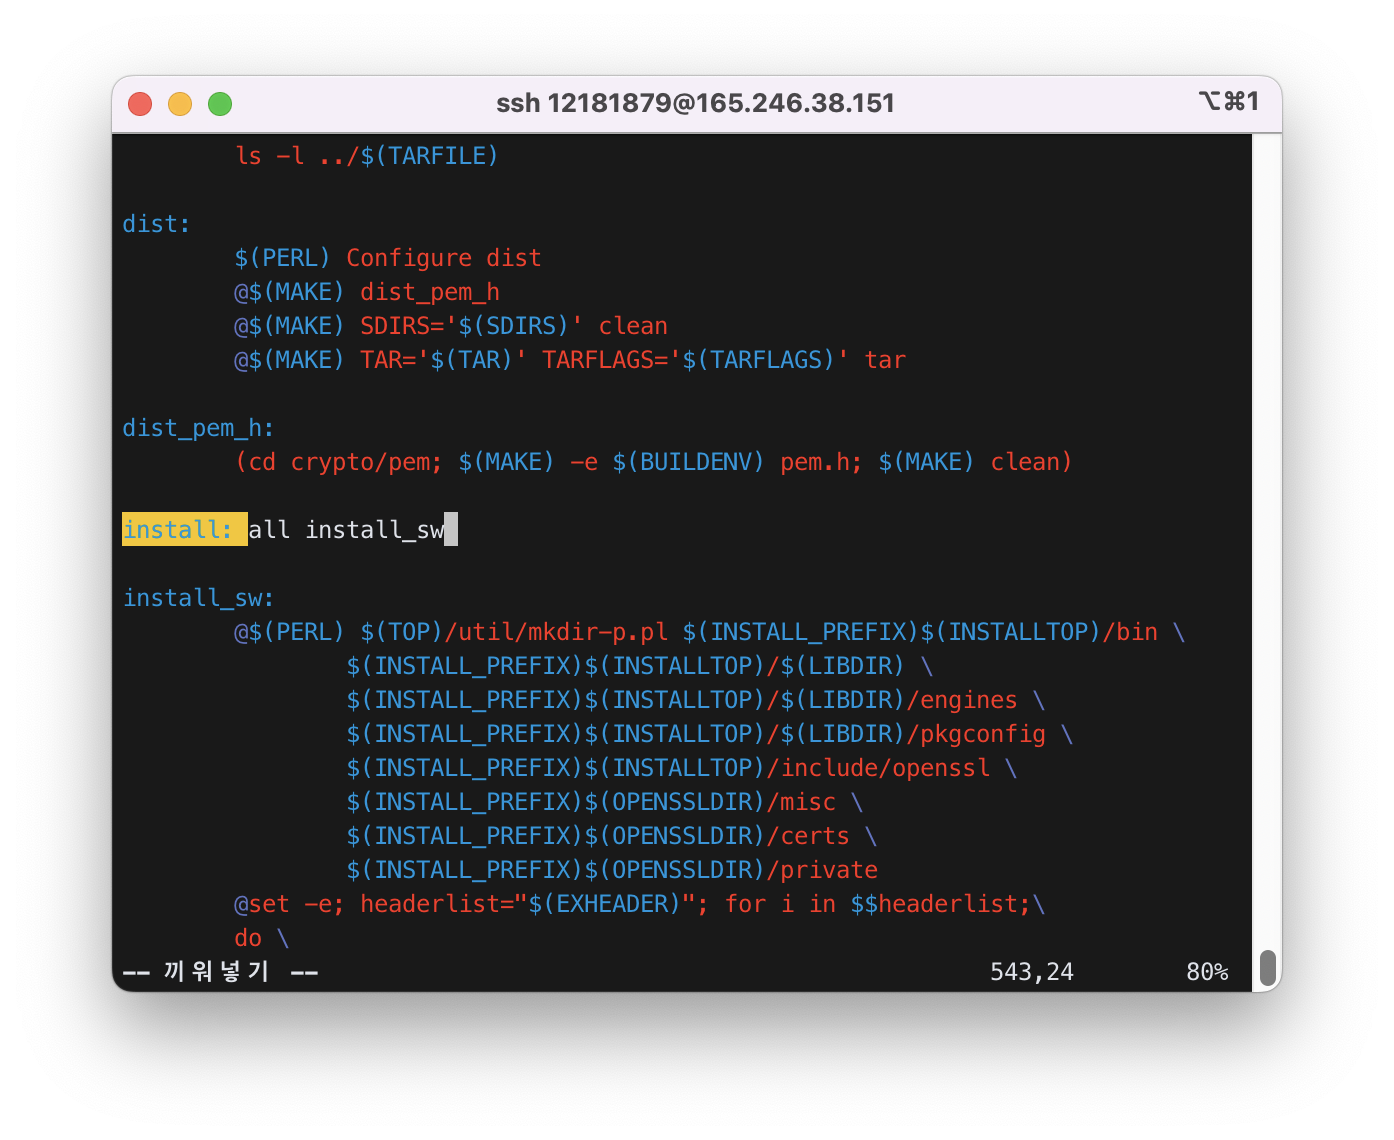 ssh 12181879@165.246.38.151 ⌥⌘1
ls -l ../$(TARFILE)
dist:
$(PERL) Configure dist
@$(MAKE) dist_pem_h
@$(MAKE) SDIRS='$(SDIRS)' clean
@$(MAKE) TAR='$(TAR)' TARFLAGS='$(TARFLAGS)' tar
dist_pem_h:
(cd crypto/pem; $(MAKE) -e $(BUILDENV) pem.h; $(MAKE) clean)
install: all install_sw
install_sw:
@$(PERL) $(TOP)/util/mkdir-p.pl $(INSTALL_PREFIX)$(INSTALLTOP)/bin \
$(INSTALL_PREFIX)$(INSTALLTOP)/$(LIBDIR) \
$(INSTALL_PREFIX)$(INSTALLTOP)/$(LIBDIR)/engines \
$(INSTALL_PREFIX)$(INSTALLTOP)/$(LIBDIR)/pkgconfig \
$(INSTALL_PREFIX)$(INSTALLTOP)/include/openssl \
$(INSTALL_PREFIX)$(OPENSSLDIR)/misc \
$(INSTALL_PREFIX)$(OPENSSLDIR)/certs \
$(INSTALL_PREFIX)$(OPENSSLDIR)/private
@set -e; headerlist="$(EXHEADER)"; for i in $$headerlist;\
do \
-- 끼워넣기 -- 543,24 80%